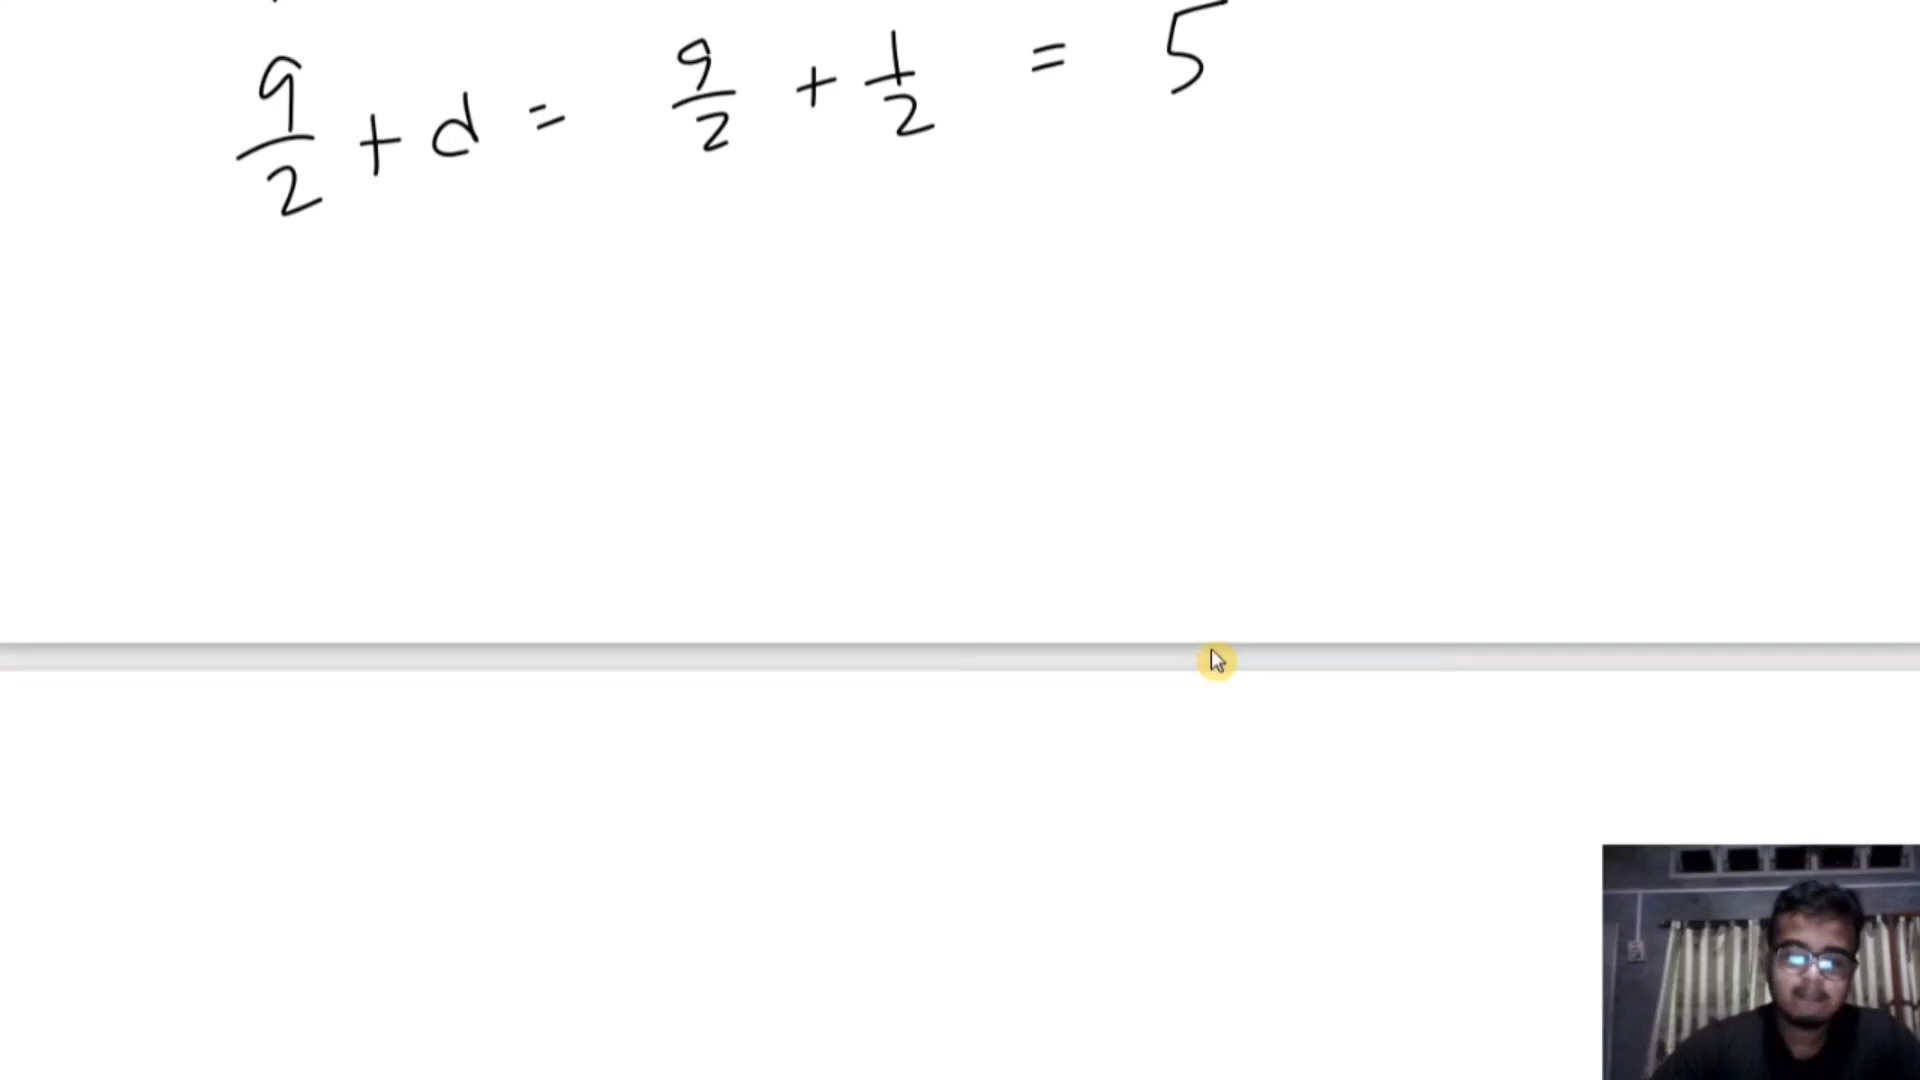 9/2 + d = 9/2 + 1/2 = 5